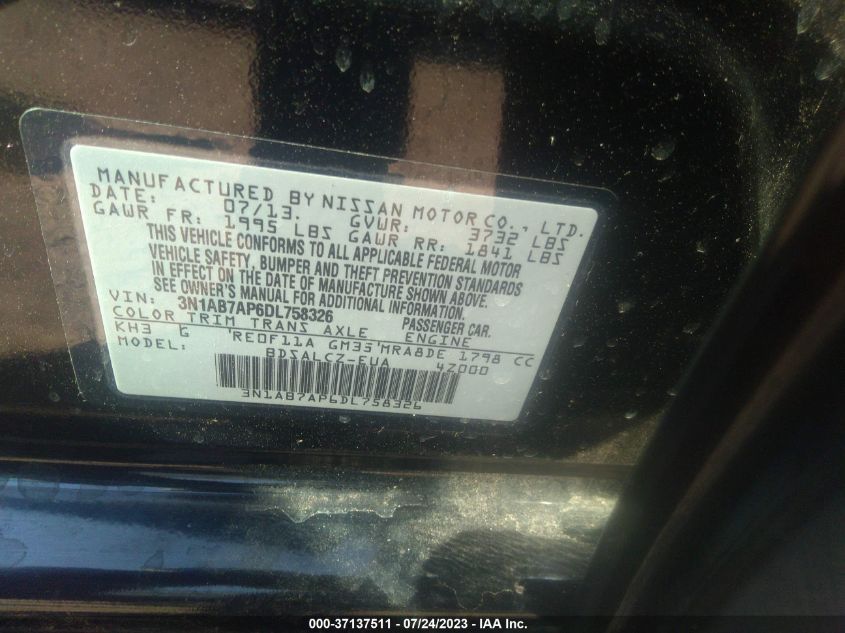 MANUFACTURED BY NISSAN MOTOR CO., LTD.
DATE: 07/13. GVWR: 3732 LBS
GAWR FR: 1995 LBS GAWR RR: 1841 LBS
THIS VEHICLE CONFORMS TO ALL APPLICABLE FEDERAL MOTOR
VEHICLE SAFETY, BUMPER AND THEFT PREVENTION STANDARDS
IN EFFECT ON THE DATE OF MANUFACTURE SHOWN ABOVE.
SEE OWNER'S MANUAL FOR ADDITIONAL INFORMATION.
VIN: 3N1AB7AP6DL758326 PASSENGER CAR.
COLOR TRIM TRANS AXLE ENGINE
KH3 G 'RE0F11A GM35'MRA8DE 1798 CC
MODEL: BDSALCZ-EUA 4Z000
3N1AB7AP6DL758326
000-37137511 - 07/24/2023 - IAA Inc.